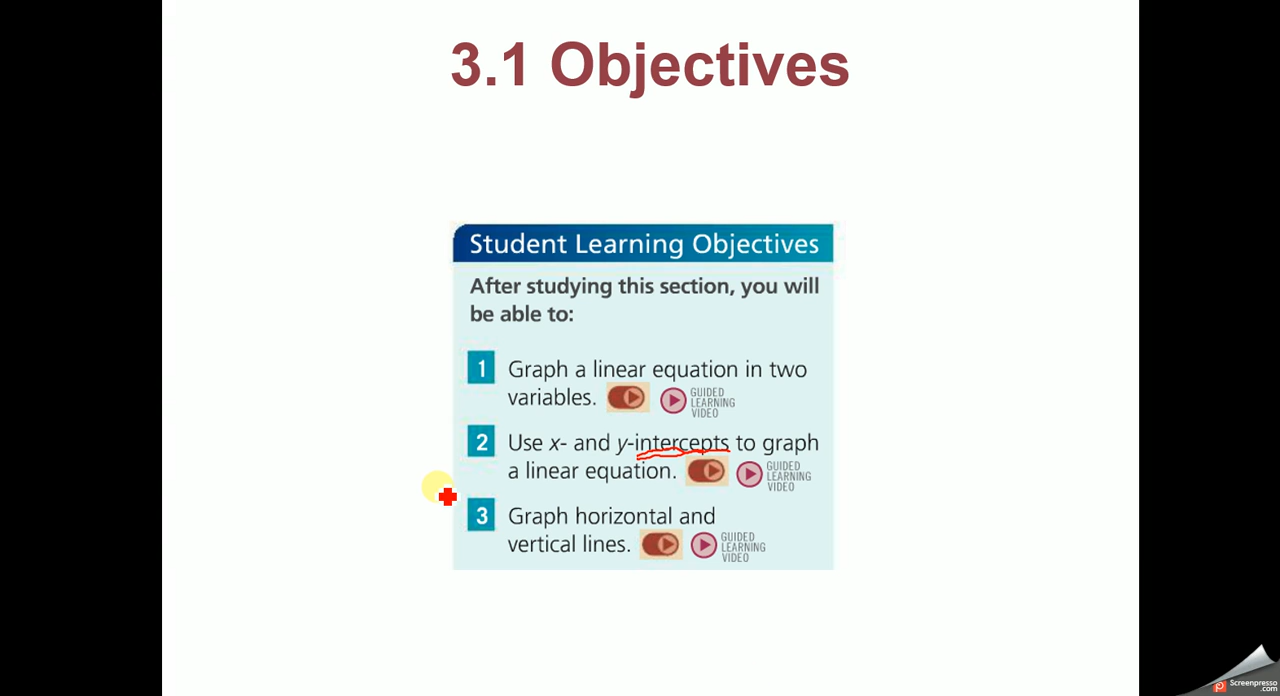 3.1 Objectives
Student Learning Objectives
After studying this section, you will
be able to:
1 Graph a linear equation in two
variables. GUIDED
LEARNING
VIDEO
2 Use x- and y-intercepts to graph
a linear equation. GUIDED
LEARNING
VIDEO
3 Graph horizontal and
vertical lines. GUIDED
LEARNING
VIDEO
Screenpresso
.com